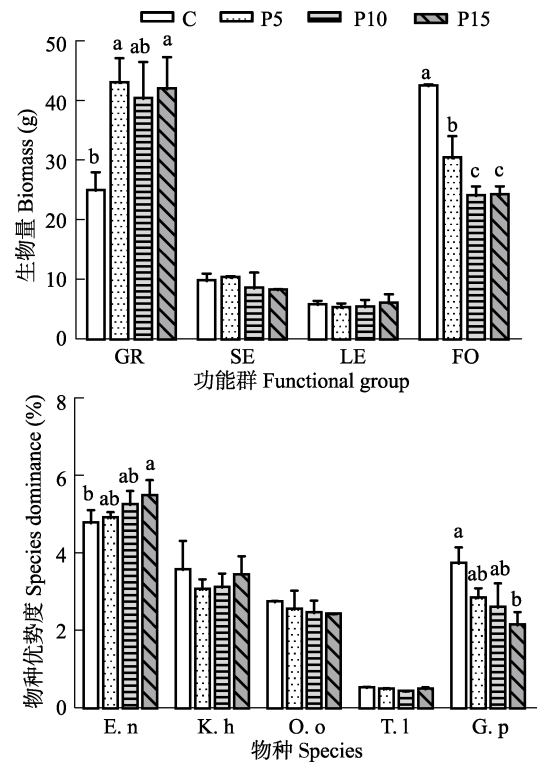 C P5 P10 P15
50
40
30
20
10
0
生物量 Biomass (g)
b a ab a
a b c c
GR SE LE FO
功能群 Functional group
8
6
4
2
0
物种优势度 Species dominance (%)
b ab ab a
a ab ab b
E. n K. h O. o T. l G. p
物种 Species